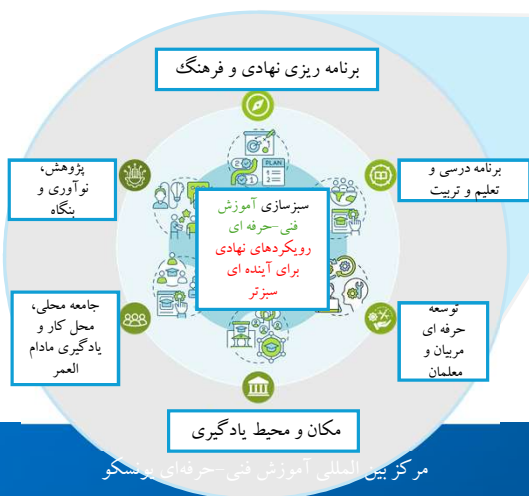 برنامه ریزی نهادی و فرهنگ
برنامه درسی و
تعلیم و تربیت
توسعه
حرفه ای
مربیان و
معلمان
مکان و محیط یادگیری
جامعه محلی،
محل کار و
یادگیری مادام
العمر
پژوهش،
نوآوری و
بنگاه
PLAN
سبزسازی آموزش
فنی-حرفه ای
رویکردهای نهادی
برای آینده ای
سبزتر
مرکز بین المللی آموزش فنی-حرفه‌ای یونسکو